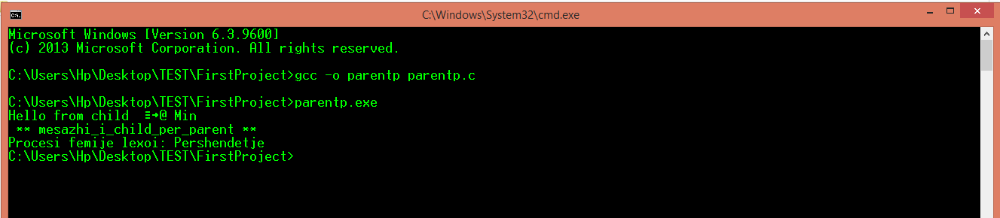 C:\Windows\System32\cmd.exe
Microsoft Windows [Version 6.3.9600]
(c) 2013 Microsoft Corporation. All rights reserved.
C:\Users\Hp\Desktop\TEST\FirstProject>gcc -o parentp parentp.c
C:\Users\Hp\Desktop\TEST\FirstProject>parentp.exe
Hello from child  ≡➔@ Min
 ** mesazhi_i_child_per_parent **
Procesi femije lexoi: Pershendetje
C:\Users\Hp\Desktop\TEST\FirstProject>